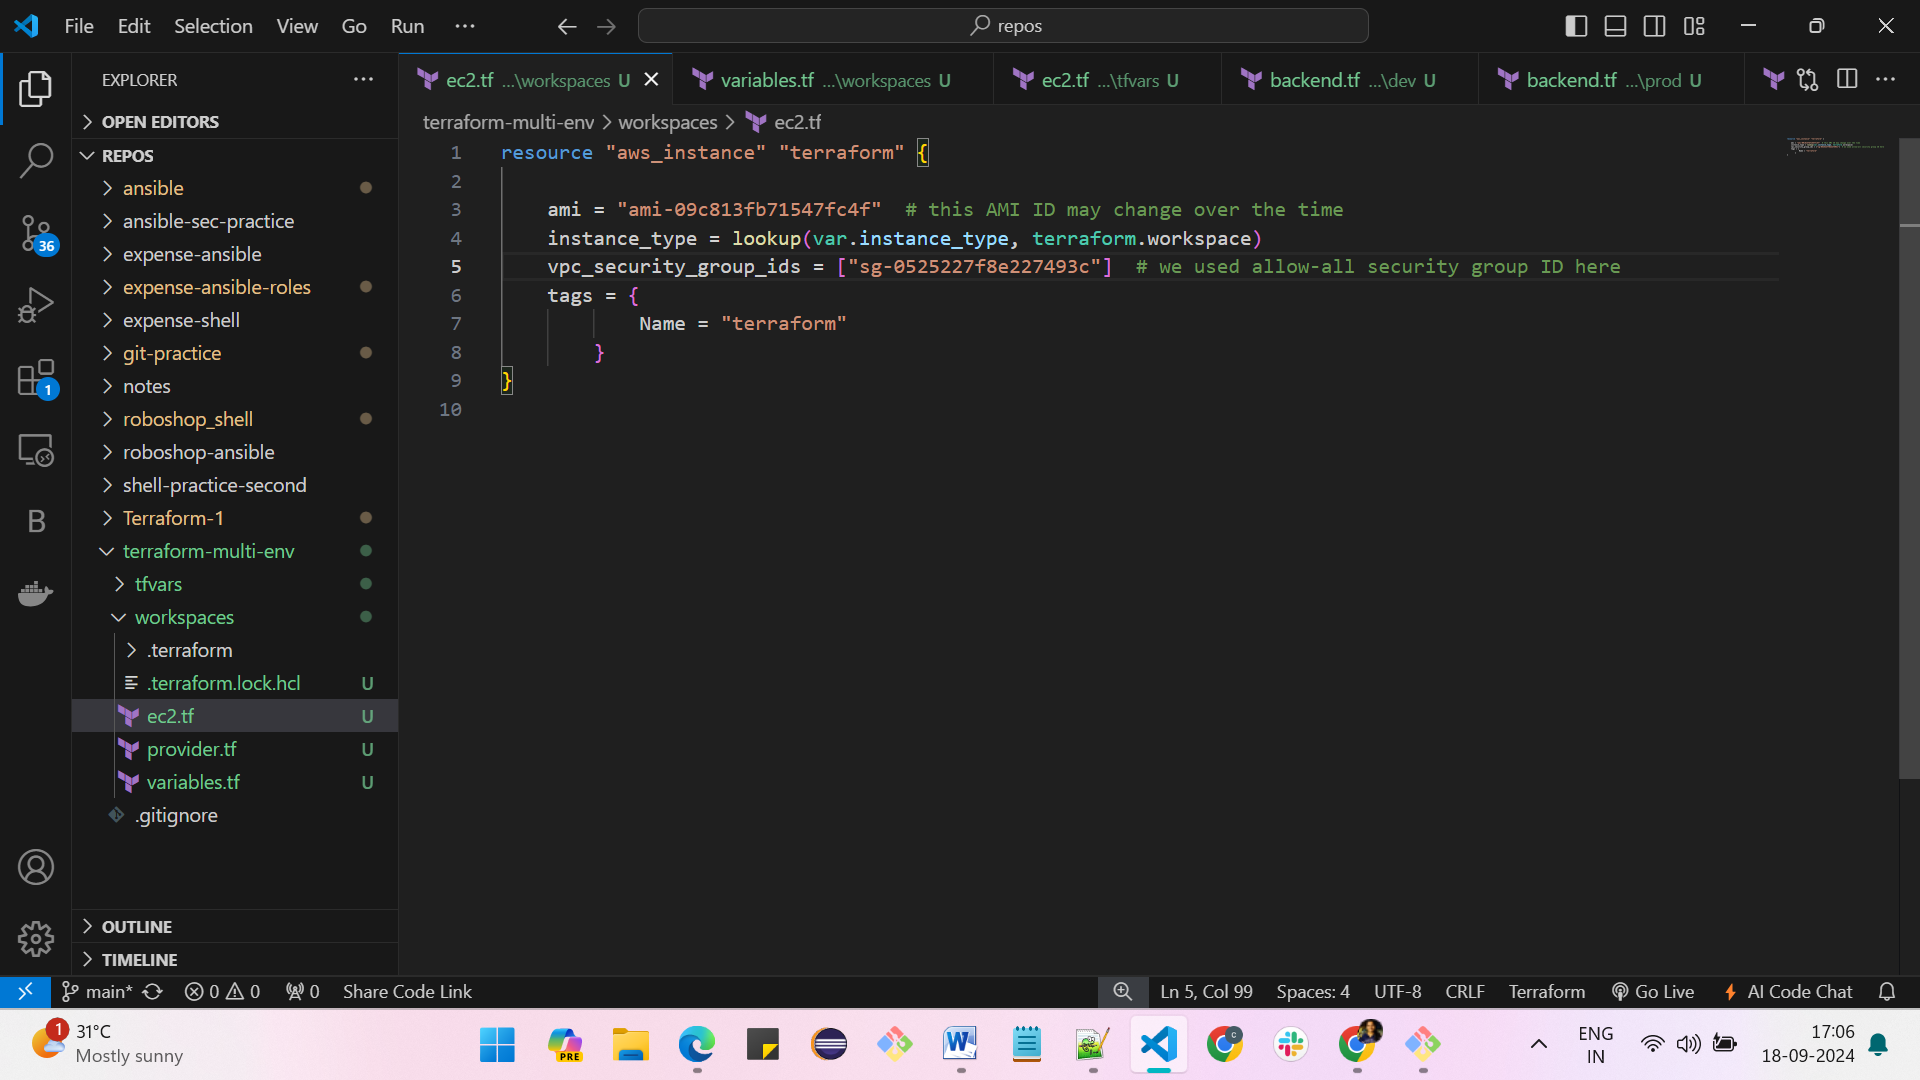 File Edit Selection View Go Run ···
repos
EXPLORER ···
ec2.tf ...\workspaces U
variables.tf ...\workspaces U
ec2.tf ...\tfvars U
backend.tf ...\dev U
backend.tf ...\prod U
OPEN EDITORS
terraform-multi-env > workspaces > ec2.tf
REPOS
ansible
ansible-sec-practice
expense-ansible
expense-ansible-roles
expense-shell
git-practice
notes
roboshop_shell
roboshop-ansible
shell-practice-second
Terraform-1
terraform-multi-env
tfvars
workspaces
.terraform
.terraform.lock.hcl U
ec2.tf U
provider.tf U
variables.tf U
.gitignore
OUTLINE
TIMELINE
36
1
B
1 resource "aws_instance" "terraform" {
2
3 ami = "ami-09c813fb71547fc4f" # this AMI ID may change over the time
4 instance_type = lookup(var.instance_type, terraform.workspace)
5 vpc_security_group_ids = ["sg-0525227f8e227493c"] # we used allow-all security group ID here
6 tags = {
7 Name = "terraform"
8 }
9 }
10
main* 0 0 0 Share Code Link
Ln 5, Col 99 Spaces: 4 UTF-8 CRLF Terraform Go Live AI Code Chat
1 31°C
Mostly sunny
PRE
W
C
ENG
IN
17:06
18-09-2024